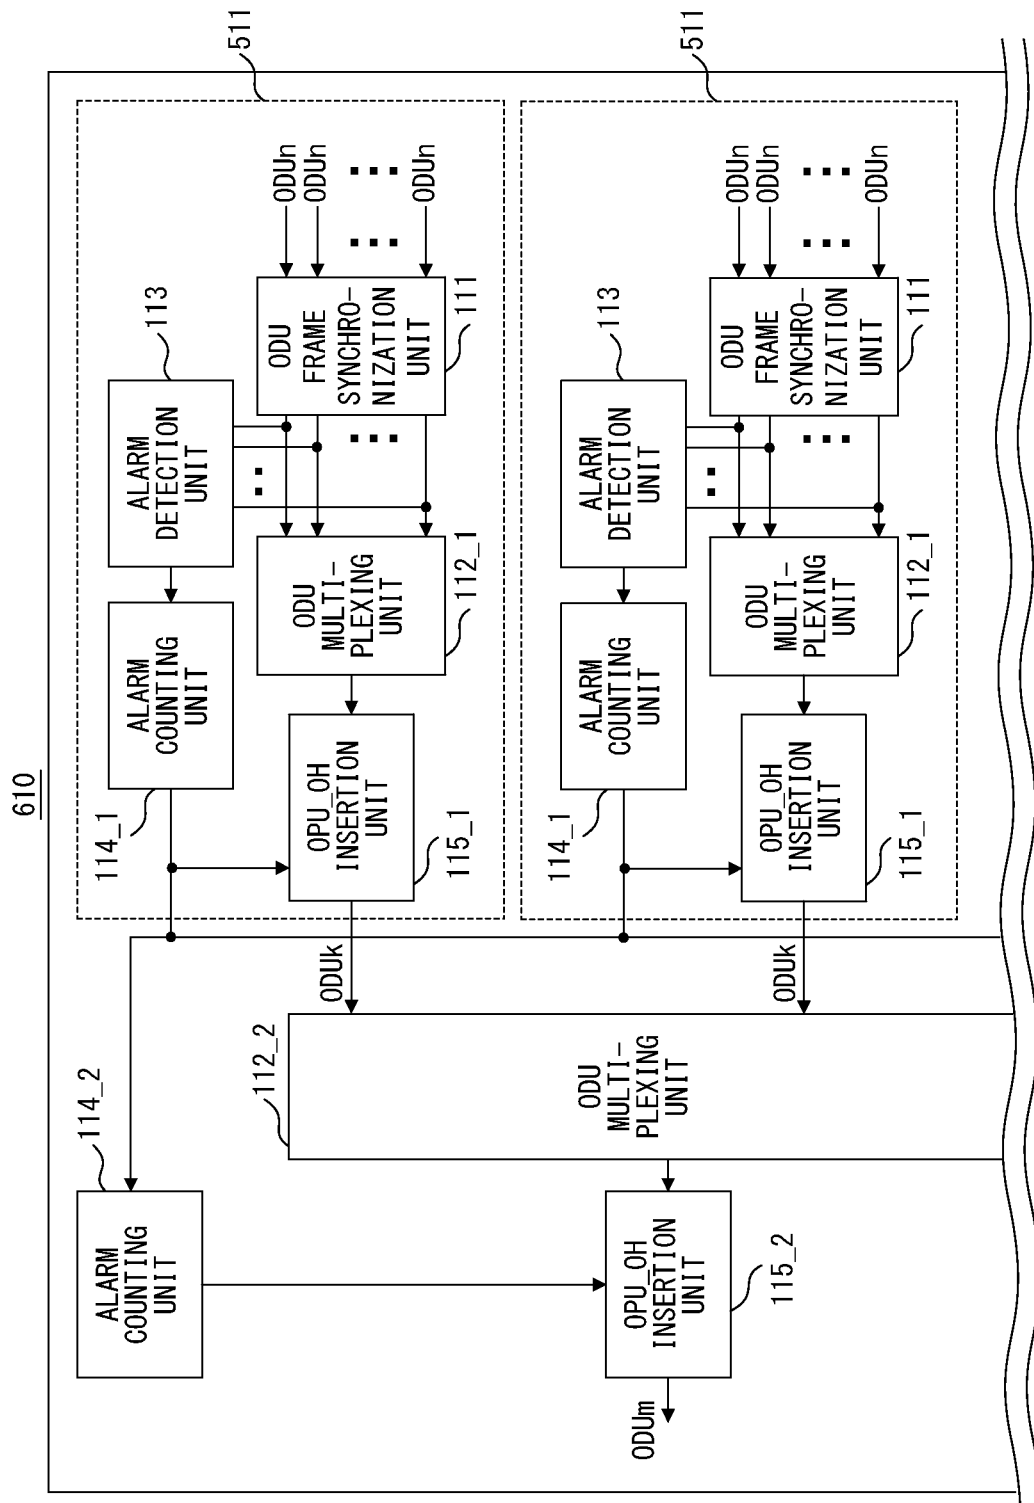 610
511
ALARM
COUNTING
UNIT
114_2
114_1
ALARM
COUNTING
UNIT
ALARM
DETECTION
UNIT
113
ODUm
OPU_OH
INSERTION
UNIT
115_2
ODU
MULTI-
PLEXING
UNIT
112_2
ODUk
OPU_OH
INSERTION
UNIT
115_1
ODU
MULTI-
PLEXING
UNIT
112_1
ODU
FRAME
SYNCHRO-
NIZATION
UNIT
111
ODUn
ODUn
ODUn
511
114_1
ALARM
COUNTING
UNIT
ALARM
DETECTION
UNIT
113
ODUk
OPU_OH
INSERTION
UNIT
115_1
ODU
MULTI-
PLEXING
UNIT
112_1
ODU
FRAME
SYNCHRO-
NIZATION
UNIT
111
ODUn
ODUn
ODUn